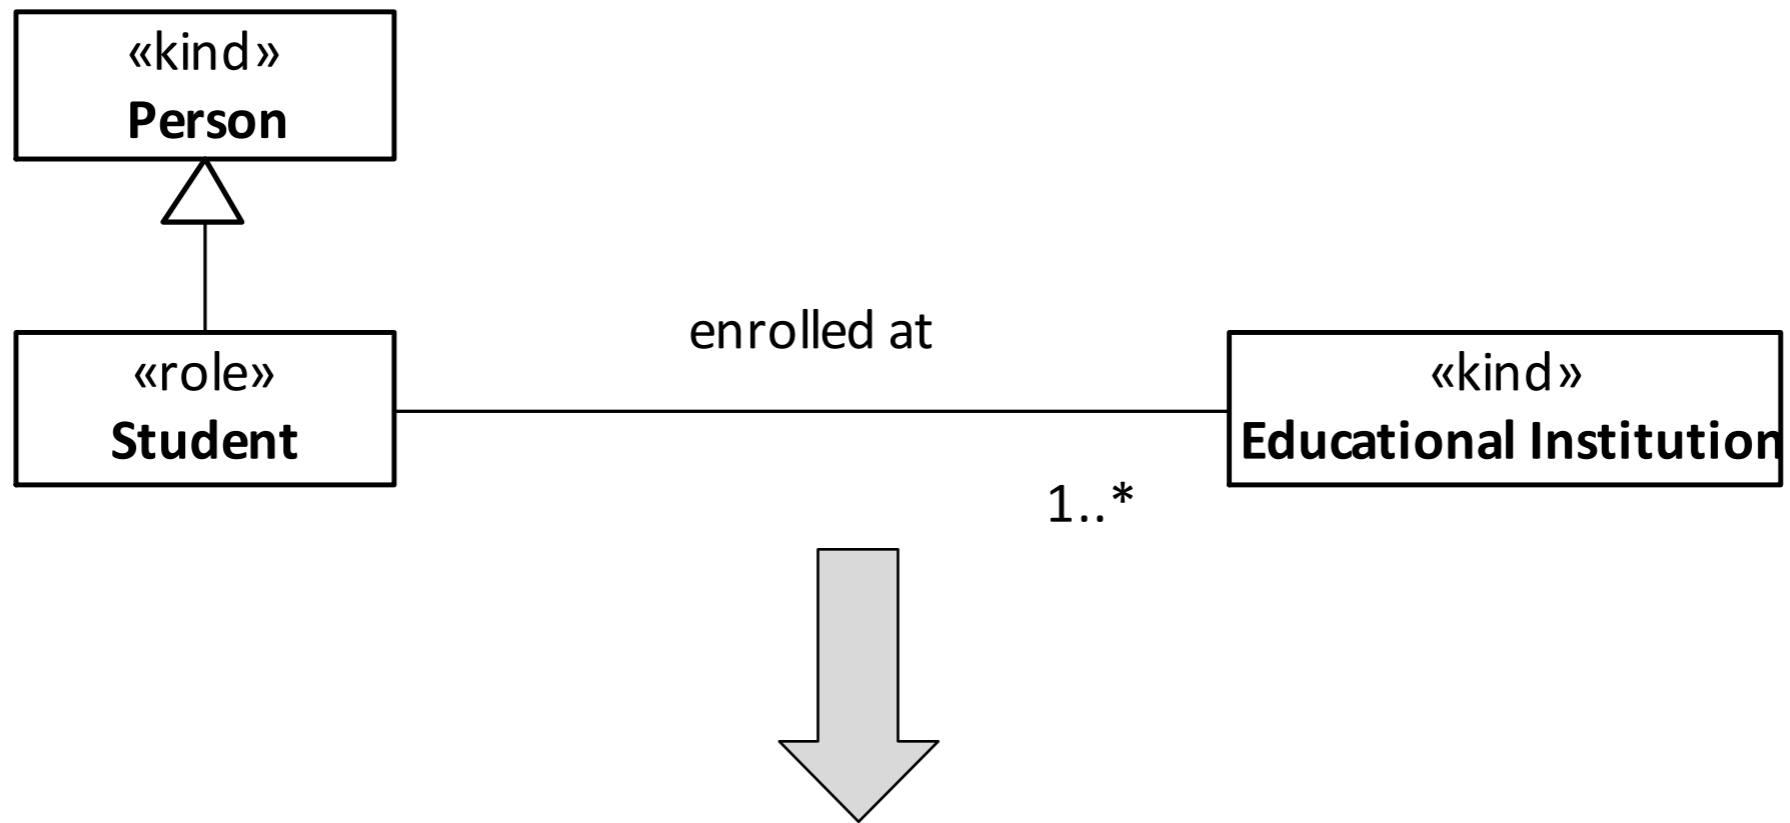 «kind»
Person
enrolled at
«role»
Student
«kind»
Educational Institution
1..*